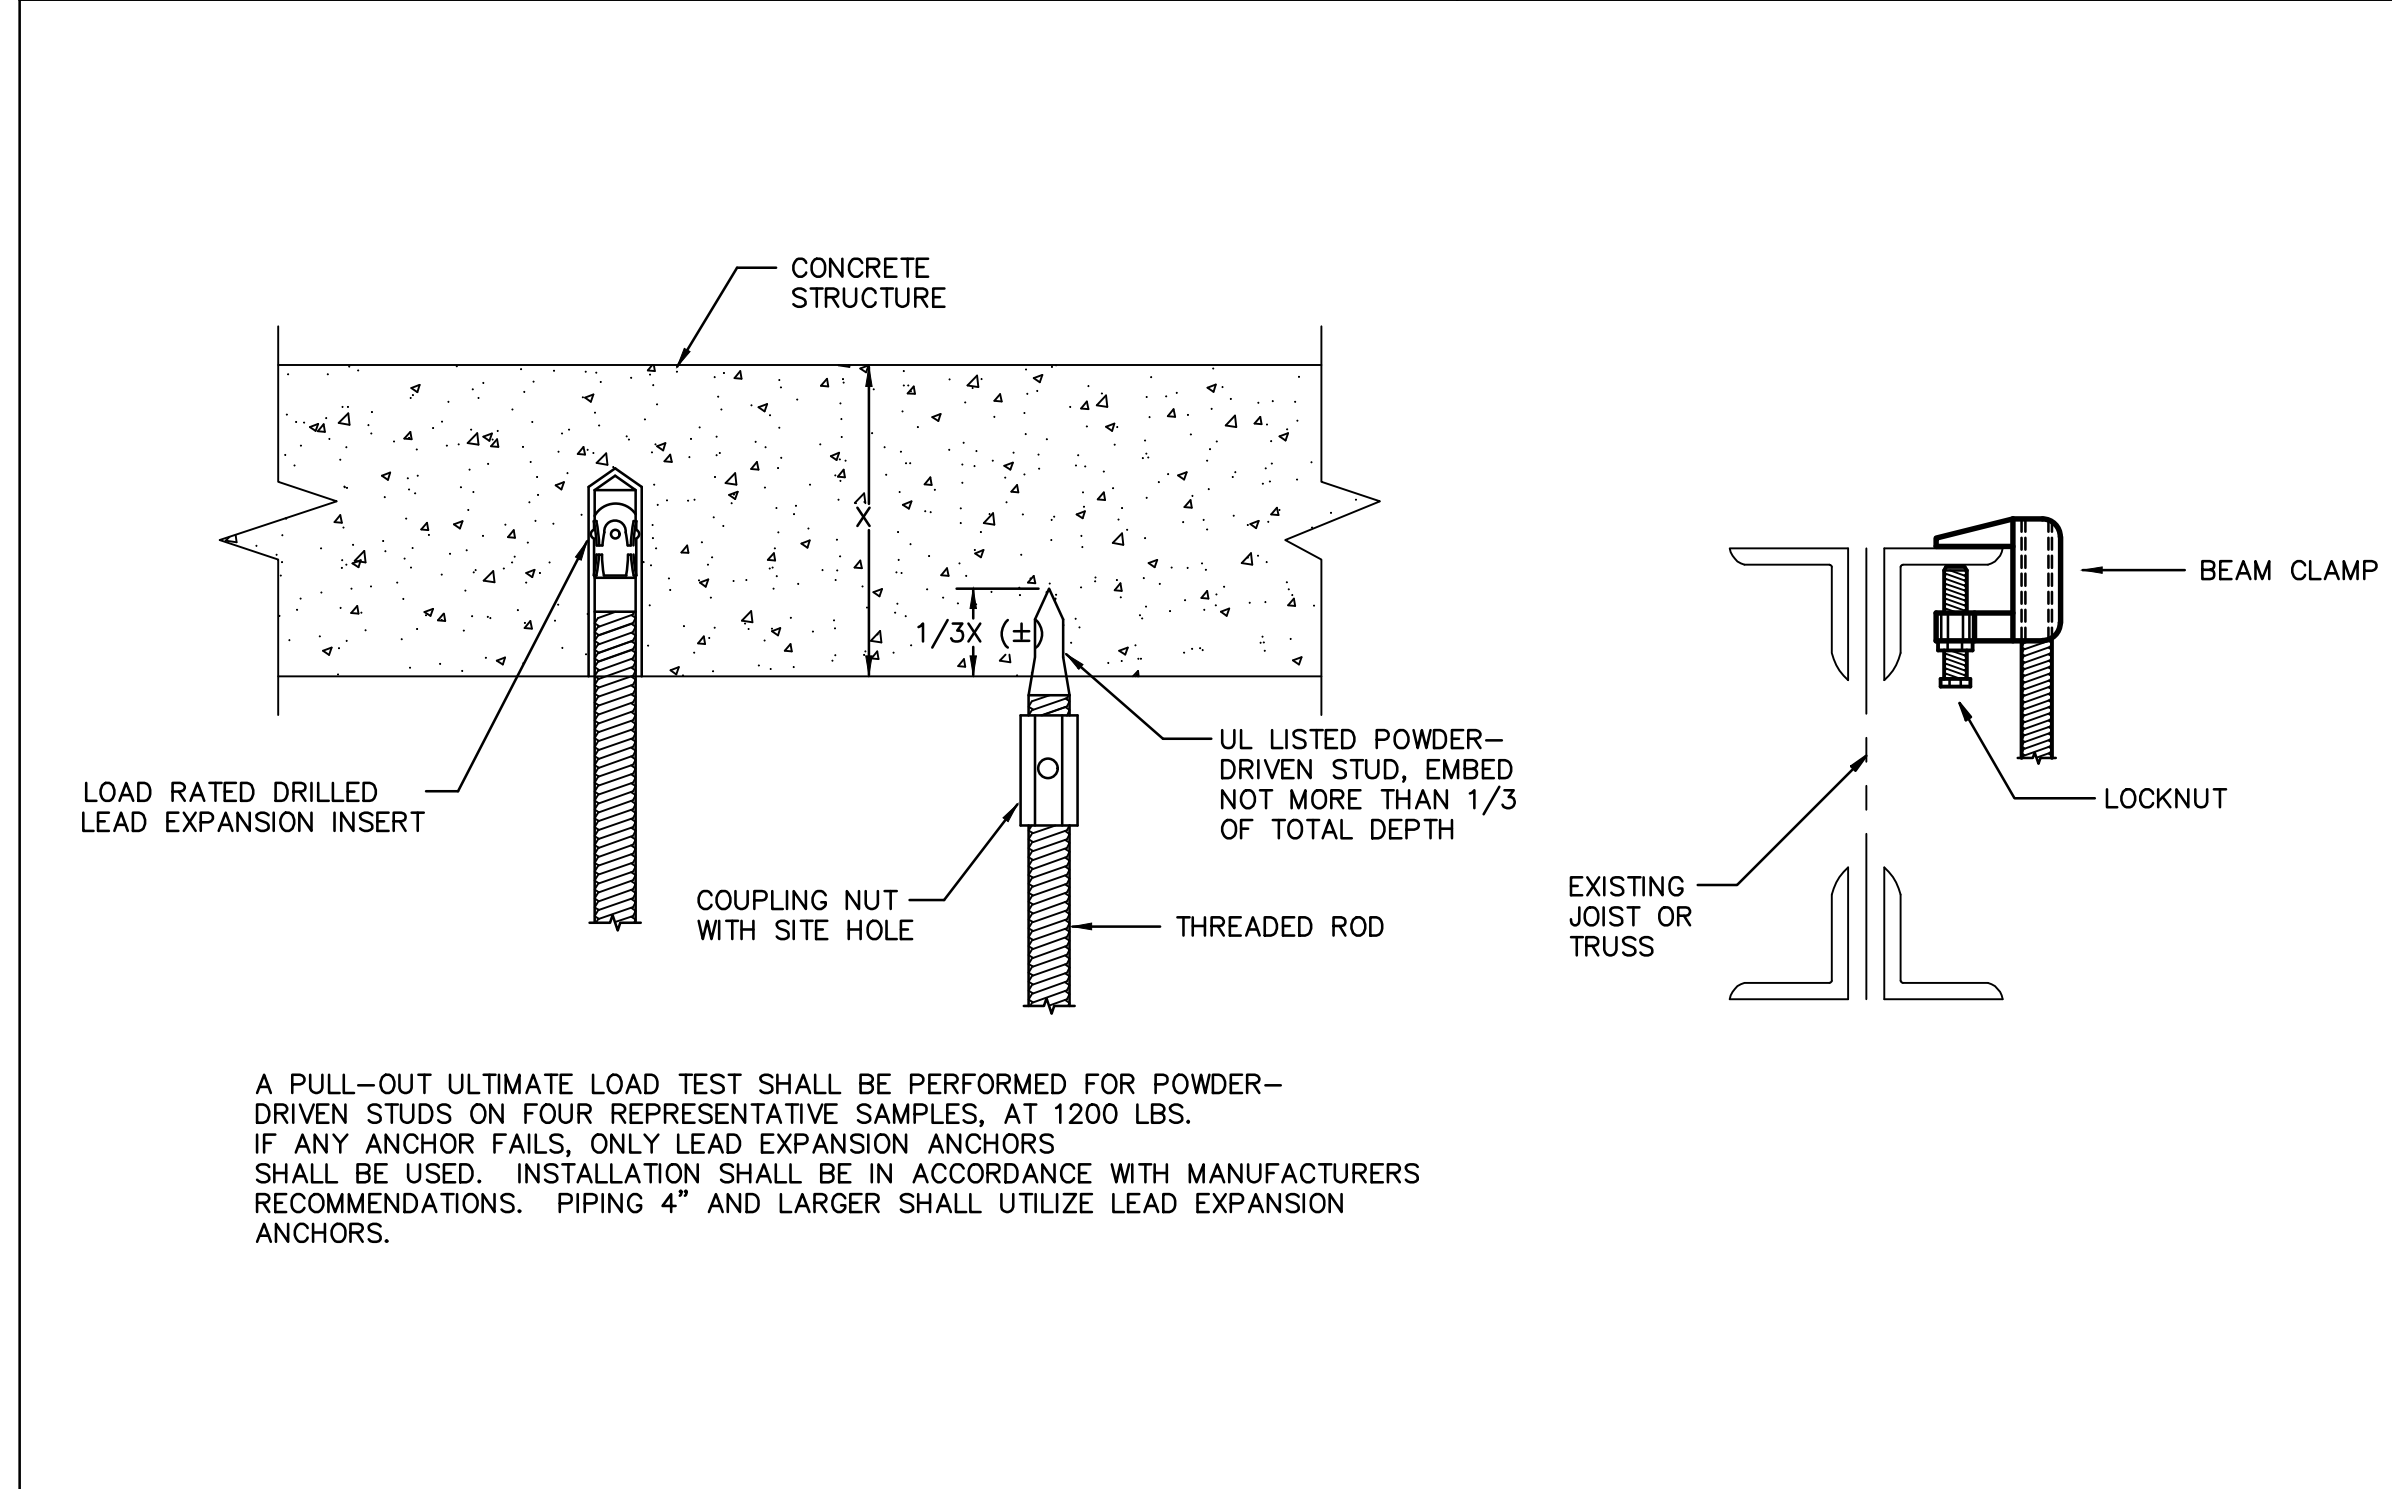 CONCRETE
STRUCTURE
X
1/3X (±)
BEAM CLAMP
UL LISTED POWDER-
DRIVEN STUD, EMBED
NOT MORE THAN 1/3
OF TOTAL DEPTH
LOAD RATED DRILLED
LEAD EXPANSION INSERT
LOCKNUT
COUPLING NUT
WITH SITE HOLE
THREADED ROD
EXISTING
JOIST OR
TRUSS
A PULL-OUT ULTIMATE LOAD TEST SHALL BE PERFORMED FOR POWDER-
DRIVEN STUDS ON FOUR REPRESENTATIVE SAMPLES, AT 1200 LBS.
IF ANY ANCHOR FAILS, ONLY LEAD EXPANSION ANCHORS
SHALL BE USED. INSTALLATION SHALL BE IN ACCORDANCE WITH MANUFACTURERS
RECOMMENDATIONS. PIPING 4" AND LARGER SHALL UTILIZE LEAD EXPANSION
ANCHORS.